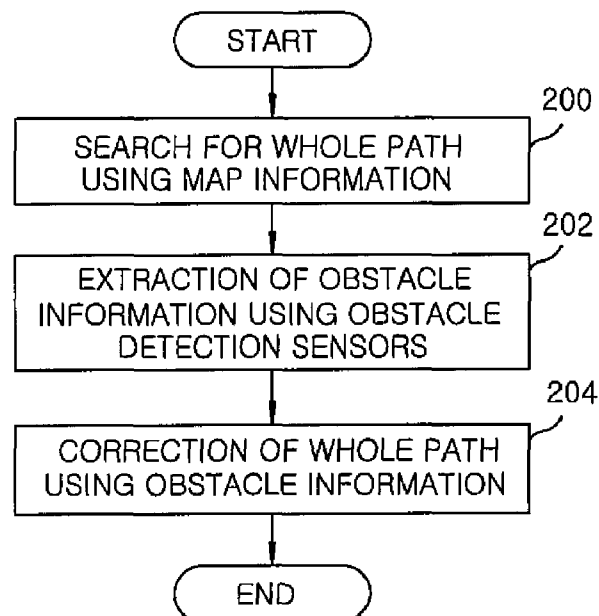 START
200
SEARCH FOR WHOLE PATH
USING MAP INFORMATION
202
EXTRACTION OF OBSTACLE
INFORMATION USING OBSTACLE
DETECTION SENSORS
204
CORRECTION OF WHOLE PATH
USING OBSTACLE INFORMATION
END